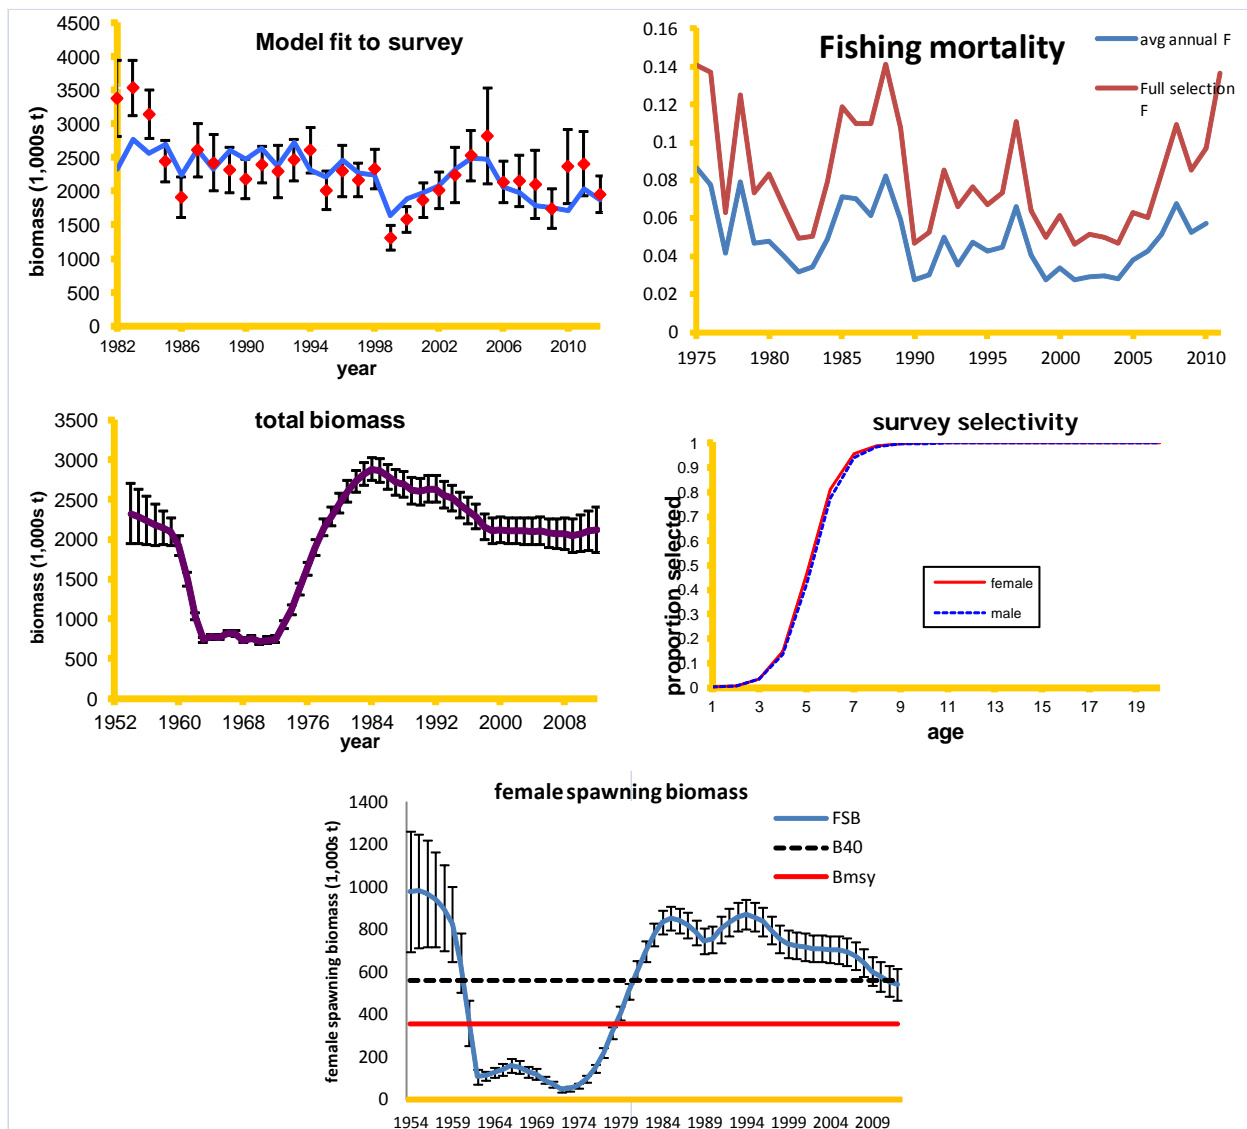 Model fit to survey
biomass (1,000s t)
4500
4000
3500
3000
2500
2000
1500
1000
500
0
1982 1986 1990 1994 1998 2002 2006 2010
year
Fishing mortality
avg annual F
Full selection
F
0.16
0.14
0.12
0.1
0.08
0.06
0.04
0.02
0
1975 1980 1985 1990 1995 2000 2005 2010
total biomass
biomass (1,000s t)
3500
3000
2500
2000
1500
1000
500
0
1952 1960 1968 1976 1984 1992 2000 2008
year
survey selectivity
proportion selected
1
0.9
0.8
0.7
0.6
0.5
0.4
0.3
0.2
0.1
0
female
male
1 3 5 7 9 11 13 15 17 19
age
female spawning biomass
female spawning biomass (1,000s t)
1400
1200
1000
800
600
400
200
0
FSB
B40
Bmsy
1954 1959 1964 1969 1974 1979 1984 1989 1994 1999 2004 2009